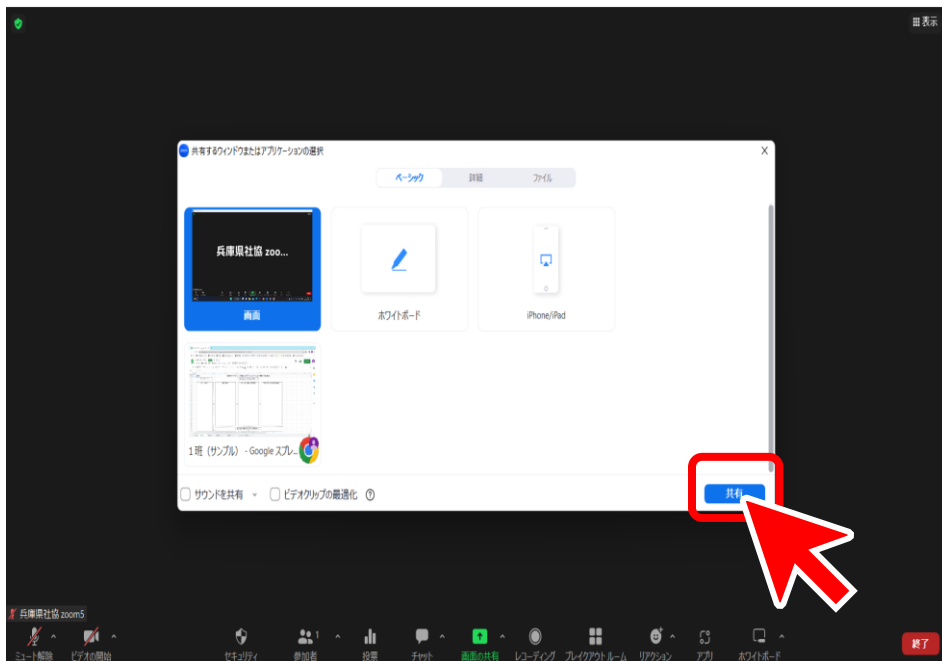 表示
共有するウィンドウまたはアプリケーションの選択
X
ベーシック 詳細 ファイル
兵庫県社協 zoo...
画面
ホワイトボード
iPhone/iPad
1班（サンプル） - Google スプレ...
サウンドを共有 ビデオクリップの最適化
共有
兵庫県社協 zoom5
ミュート解除 ビデオの開始 セキュリティ 参加者 1 投票 チャット 画面の共有 レコーディング ブレイクアウト ルーム リアクション アプリ ホワイトボード 終了